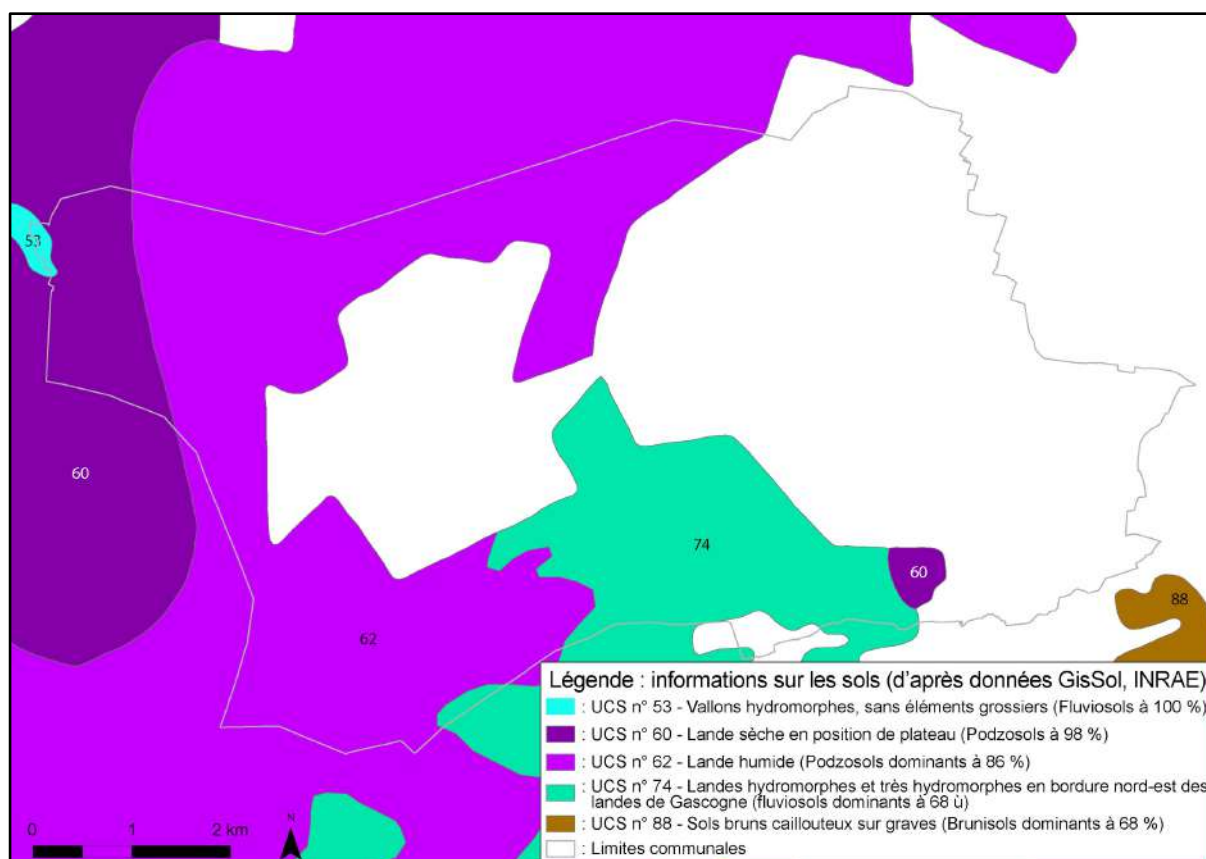 53
60
74
60
88
62
Légende : informations sur les sols (d'après données GisSol, INRAE)
: UCS n° 53 - Vallons hydromorphes, sans éléments grossiers (Fluviosols à 100 %)
: UCS n° 60 - Lande sèche en position de plateau (Podzosols à 98 %)
: UCS n° 62 - Lande humide (Podzosols dominants à 86 %)
: UCS n° 74 - Landes hydromorphes et très hydromorphes en bordure nord-est des
landes de Gascogne (fluviosols dominants à 68 ù)
: UCS n° 88 - Sols bruns caillouteux sur graves (Brunisols dominants à 68 %)
: Limites communales
0 1 2 km
N